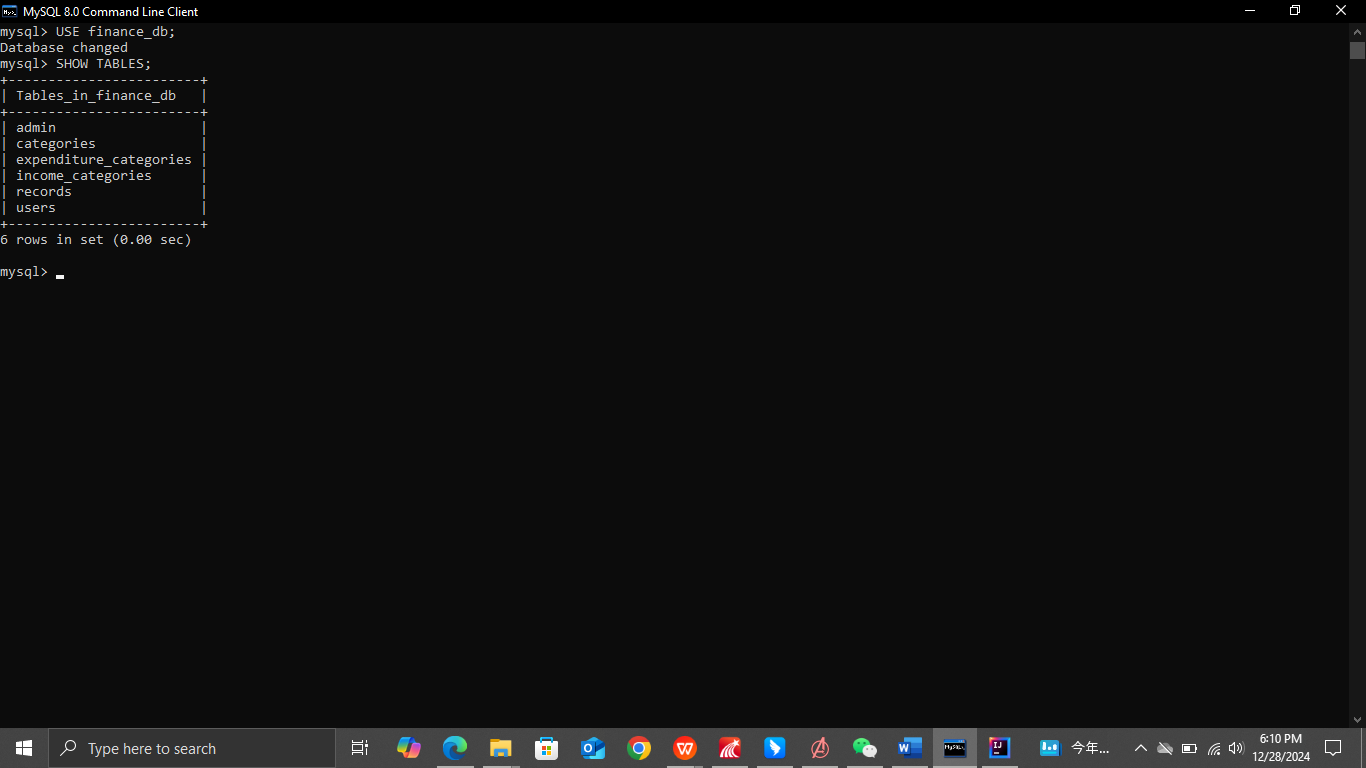 MySQL 8.0 Command Line Client
mysql> USE finance_db;
Database changed
mysql> SHOW TABLES;
+------------------------+
| Tables_in_finance_db   |
+------------------------+
| admin                  |
| categories             |
| expenditure_categories |
| income_categories      |
| records                |
| users                  |
+------------------------+
6 rows in set (0.00 sec)
mysql>
Type here to search
今年...
6:10 PM
12/28/2024